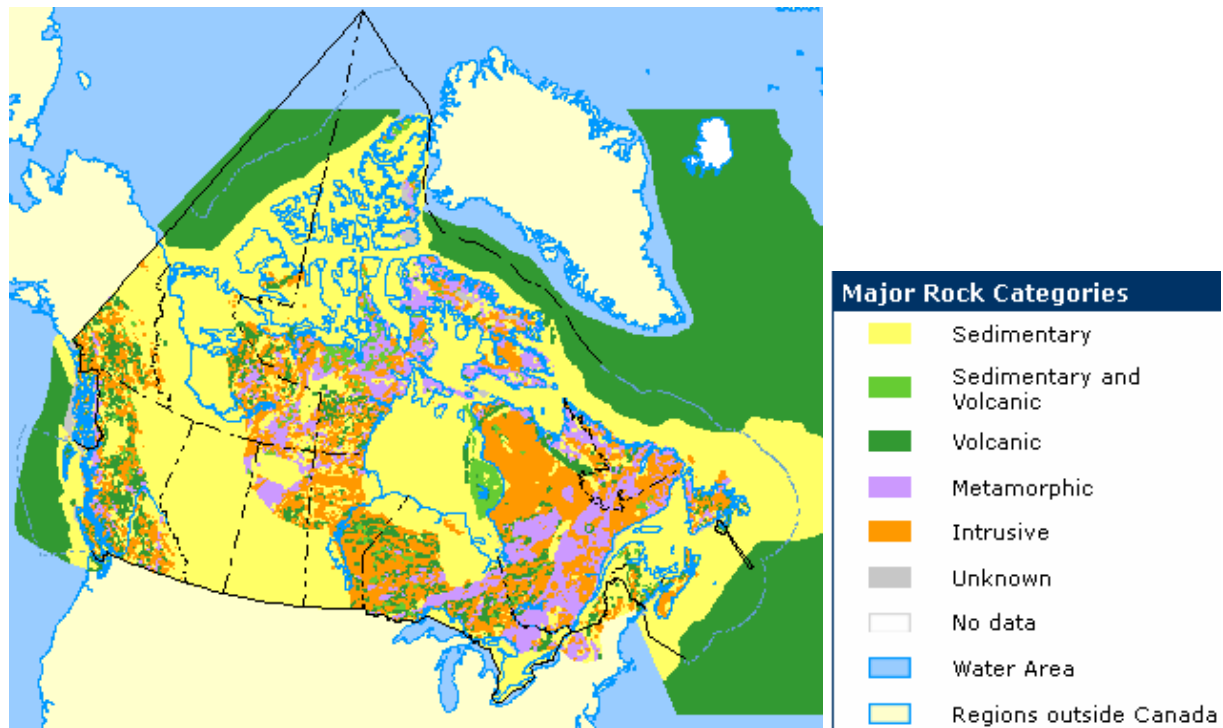 Major Rock Categories
Sedimentary
Sedimentary and
Volcanic
Volcanic
Metamorphic
Intrusive
Unknown
No data
Water Area
Regions outside Canada